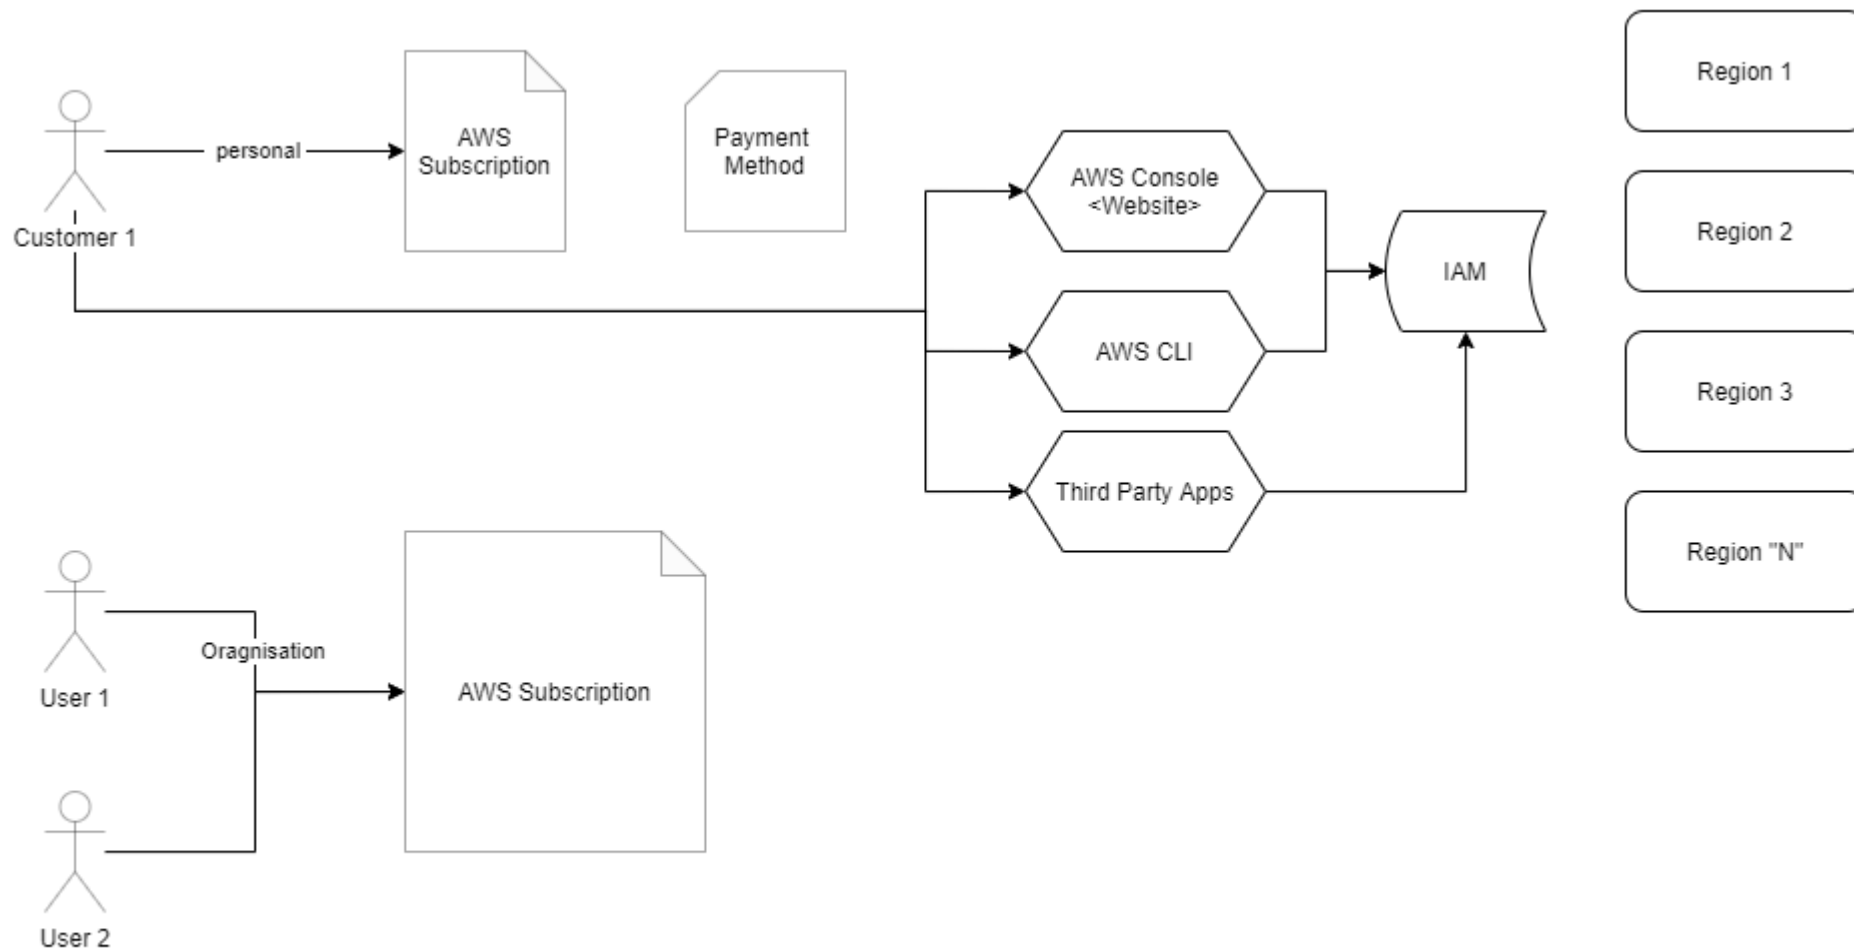 Customer 1
personal
AWS
Subscription
Payment
Method
AWS Console
<Website>
AWS CLI
Third Party Apps
IAM
Region 1
Region 2
Region 3
Region "N"
User 1
Oragnisation
AWS Subscription
User 2